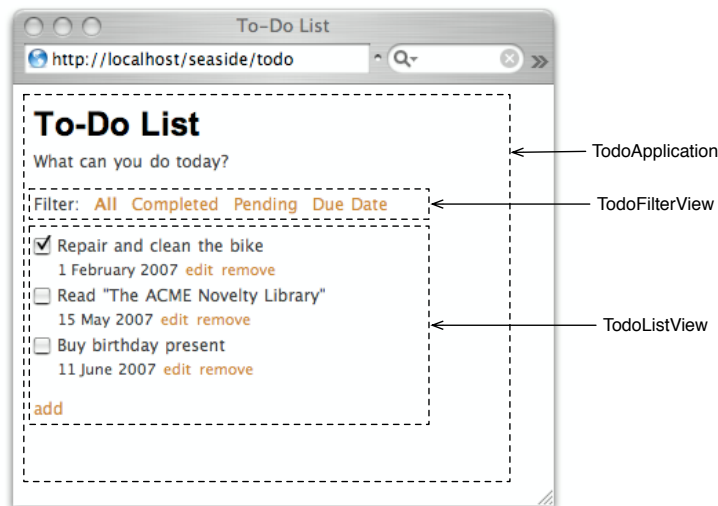 To-Do List
http://localhost/seaside/todo
To-Do List
What can you do today?
TodoApplication
Filter: All Completed Pending Due Date
TodoFilterView
Repair and clean the bike
1 February 2007 edit remove
Read "The ACME Novelty Library"
15 May 2007 edit remove
TodoListView
Buy birthday present
11 June 2007 edit remove
add